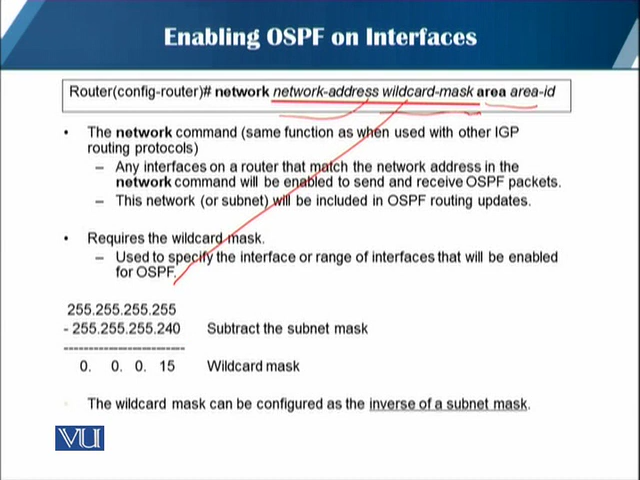 Enabling OSPF on Interfaces
Router(config-router)# network network-address wildcard-mask area area-id
• The network command (same function as when used with other IGP
routing protocols)
– Any interfaces on a router that match the network address in the
network command will be enabled to send and receive OSPF packets.
– This network (or subnet) will be included in OSPF routing updates.
• Requires the wildcard mask.
– Used to specify the interface or range of interfaces that will be enabled
for OSPF.
255.255.255.255
- 255.255.255.240 Subtract the subnet mask
-----------------------
0. 0. 0. 15 Wildcard mask
The wildcard mask can be configured as the inverse of a subnet mask.
VU